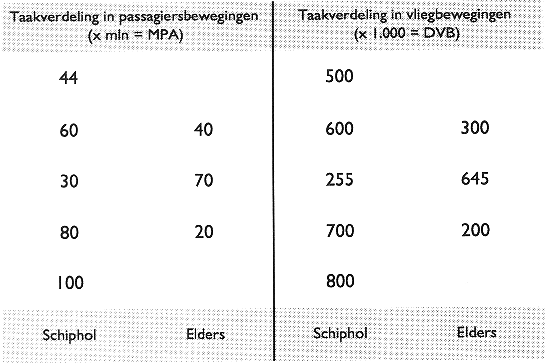 Taakverdeling in passagiersbewegingen Taakverdeling in vliegbewegingen
(x mln = MPA) (x 1.000 = DVB)
44 500
60 40 600 300
30 70 255 645
80 20 700 200
100 800
Schiphol Elders Schiphol Elders